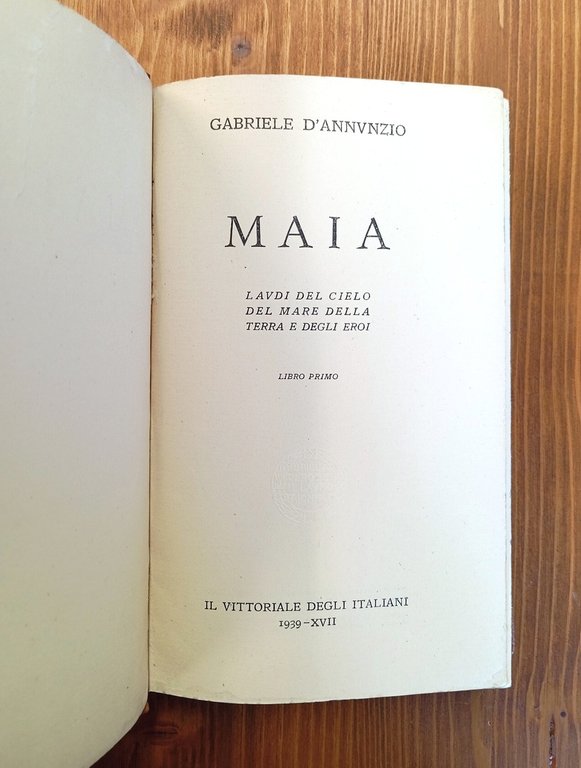 GABRIELE D'ANNVNZIO
MAIA
LAVDI DEL CIELO
DEL MARE DELLA
TERRA E DEGLI EROI
LIBRO PRIMO
IL VITTORIALE DEGLI ITALIANI
1939-XVII